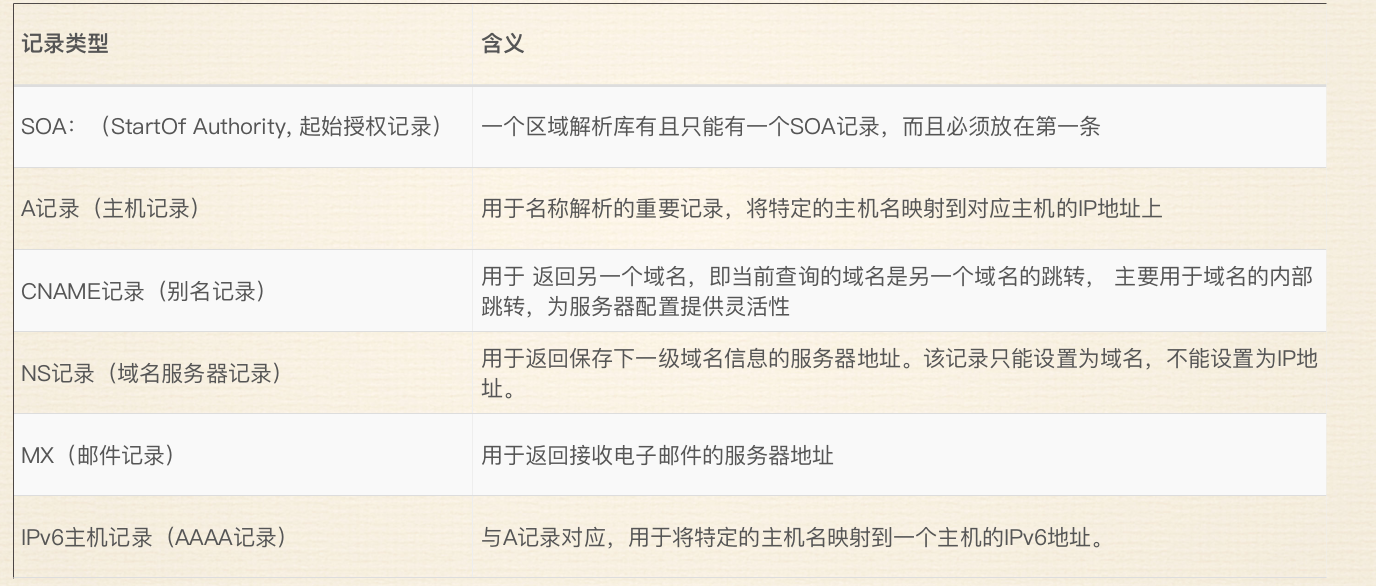 记录类型
含义
SOA：（StartOf Authority, 起始授权记录）
一个区域解析库有且只能有一个SOA记录，而且必须放在第一条
A记录（主机记录）
用于名称解析的重要记录，将特定的主机名映射到对应主机的IP地址上
CNAME记录（别名记录）
用于 返回另一个域名，即当前查询的域名是另一个域名的跳转， 主要用于域名的内部
跳转，为服务器配置提供灵活性
NS记录（域名服务器记录）
用于返回保存下一级域名信息的服务器地址。该记录只能设置为域名，不能设置为IP地
址。
MX（邮件记录）
用于返回接收电子邮件的服务器地址
IPv6主机记录（AAAA记录）
与A记录对应，用于将特定的主机名映射到一个主机的IPv6地址。